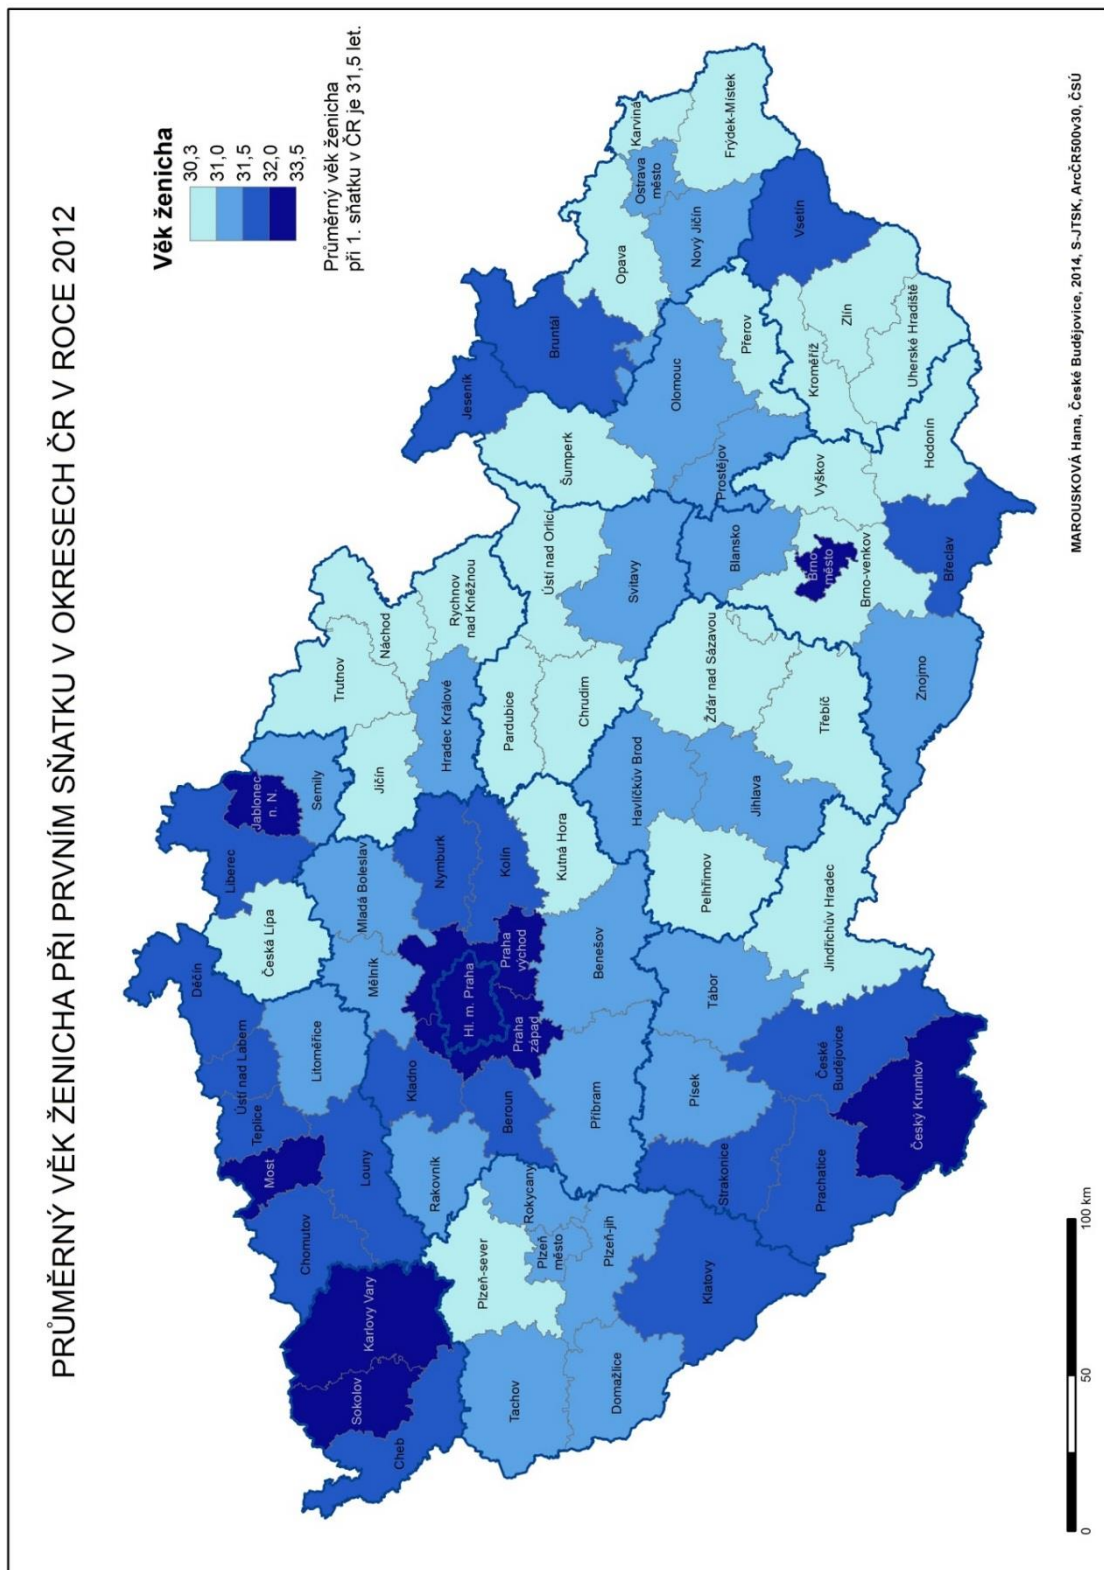 PRŮMĚRNÝ VĚK ŽENICHA PŘI PRVNÍM SŇATKU V OKRESECH ČR V ROCE 2012
Věk ženicha
30,3
31,0
31,5
32,0
33,5
Průměrný věk ženicha
při 1. sňatku v ČR je 31,5 let.
Děčín
Liberec
Jablonec
n. N.
Ústí nad Labem
Teplice
Most
Česká Lípa
Semily
Trutnov
Litoměřice
Chomutov
Louny
Mělník
Mladá Boleslav
Jičín
Náchod
Sokolov
Karlovy Vary
Cheb
Rakovník
Kladno
Hl. m. Praha
Nymburk
Hradec Králové
Rychnov
nad Kněžnou
Jeseník
Bruntál
Plzeň-sever
Beroun
Praha
západ
Praha
východ
Kolín
Pardubice
Ústí nad Orlicí
Šumperk
Opava
Karviná
Ostrava
město
Tachov
Rokycany
Plzeň
město
Plzeň-jih
Příbram
Benešov
Kutná Hora
Chrudim
Svitavy
Olomouc
Nový Jičín
Frýdek-Místek
Domažlice
Klatovy
Strakonice
Písek
Tábor
Pelhřimov
Havlíčkův Brod
Jihlava
Žďár nad Sázavou
Blansko
Prostějov
Přerov
Vsetín
Prachatice
České
Budějovice
Jindřichův Hradec
Třebíč
Brno
město
Brno-venkov
Vyškov
Kroměříž
Zlín
Český Krumlov
Znojmo
Břeclav
Hodonín
Uherské Hradiště
0
50
100 km
MAROUSKOVÁ Hana, České Budějovice, 2014, S-JTSK, ArcČR500v30, ČSÚ